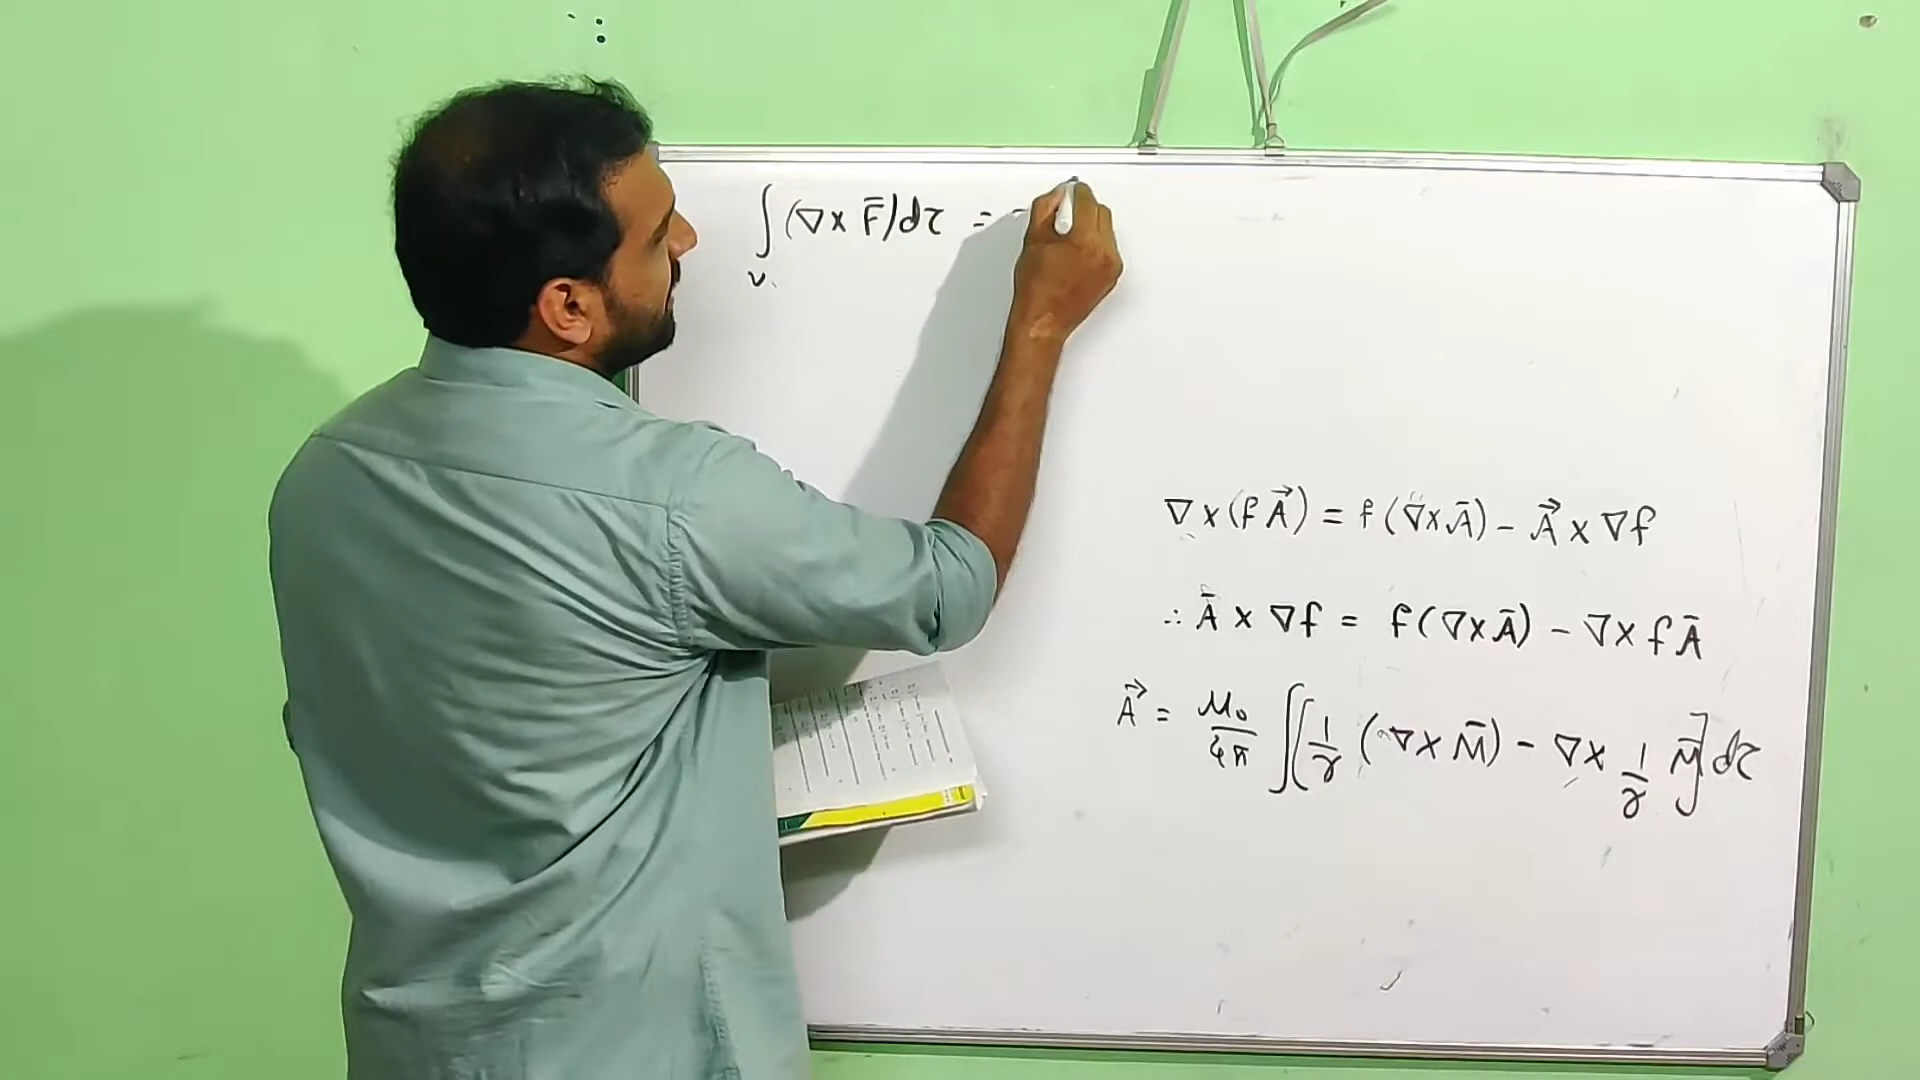 ∫(∇× F̄)dτ = -
v.
∇×(f A⃗) = f(∇×Ā) - A⃗ × ∇f
∴ Ā × ∇f = f(∇×Ā) - ∇× f Ā
A⃗ = μ₀/4π ∫[1/r (∇× M̄) - ∇× 1/r M̄] dτ